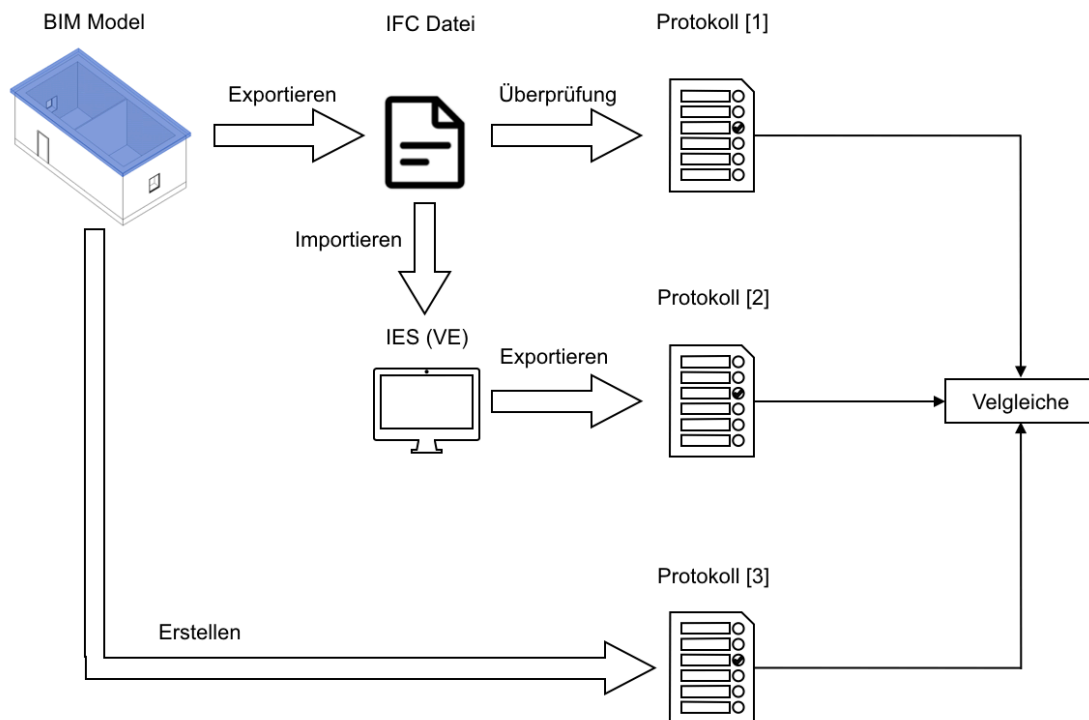 BIM Model
IFC Datei
Protokoll [1]
Exportieren
Überprüfung
Importieren
Protokoll [2]
IES (VE)
Exportieren
Velgleiche
Protokoll [3]
Erstellen